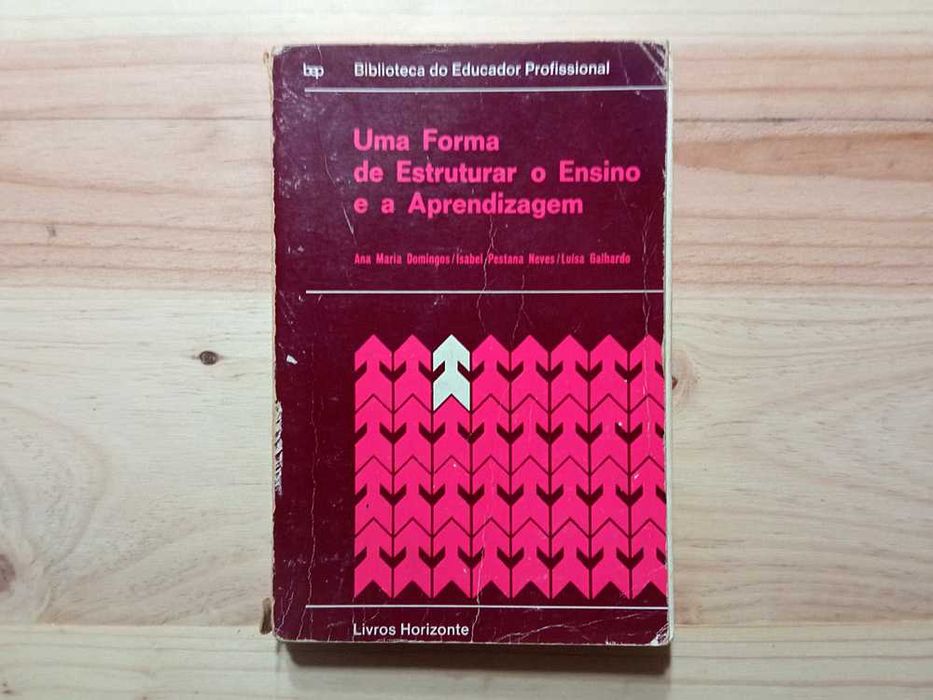 bep Biblioteca do Educador Profissional
Uma Forma
de Estruturar o Ensino
e a Aprendizagem
Ana Maria Domingos/Isabel Pestana Neves/Luísa Galhardo
Livros Horizonte